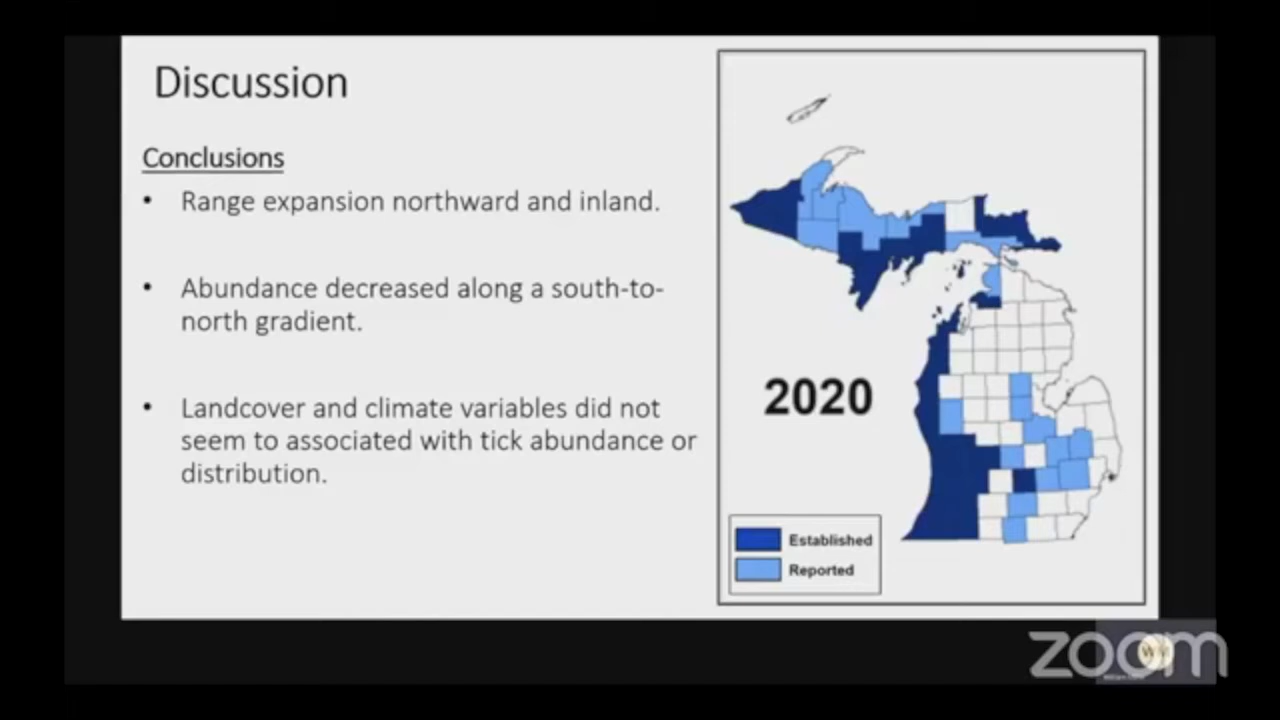 Discussion
Conclusions
• Range expansion northward and inland.
• Abundance decreased along a south-to-
north gradient.
• Landcover and climate variables did not
seem to associated with tick abundance or
distribution.
2020
Established
Reported
zoom